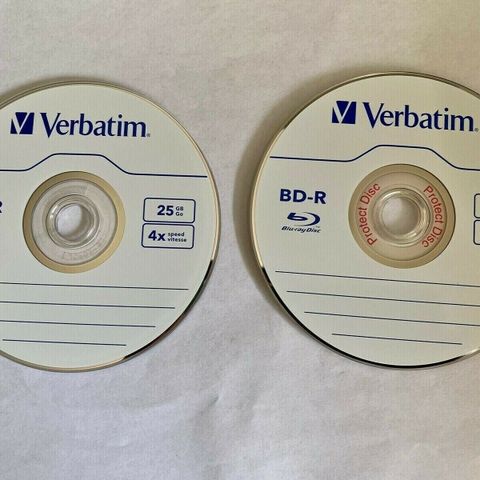 Verbatim.
R
25 GB
Go
4x speed
vitesse
Verbatim.
BD-R
Blu-ray Disc
Protect Disc
Protect Disc